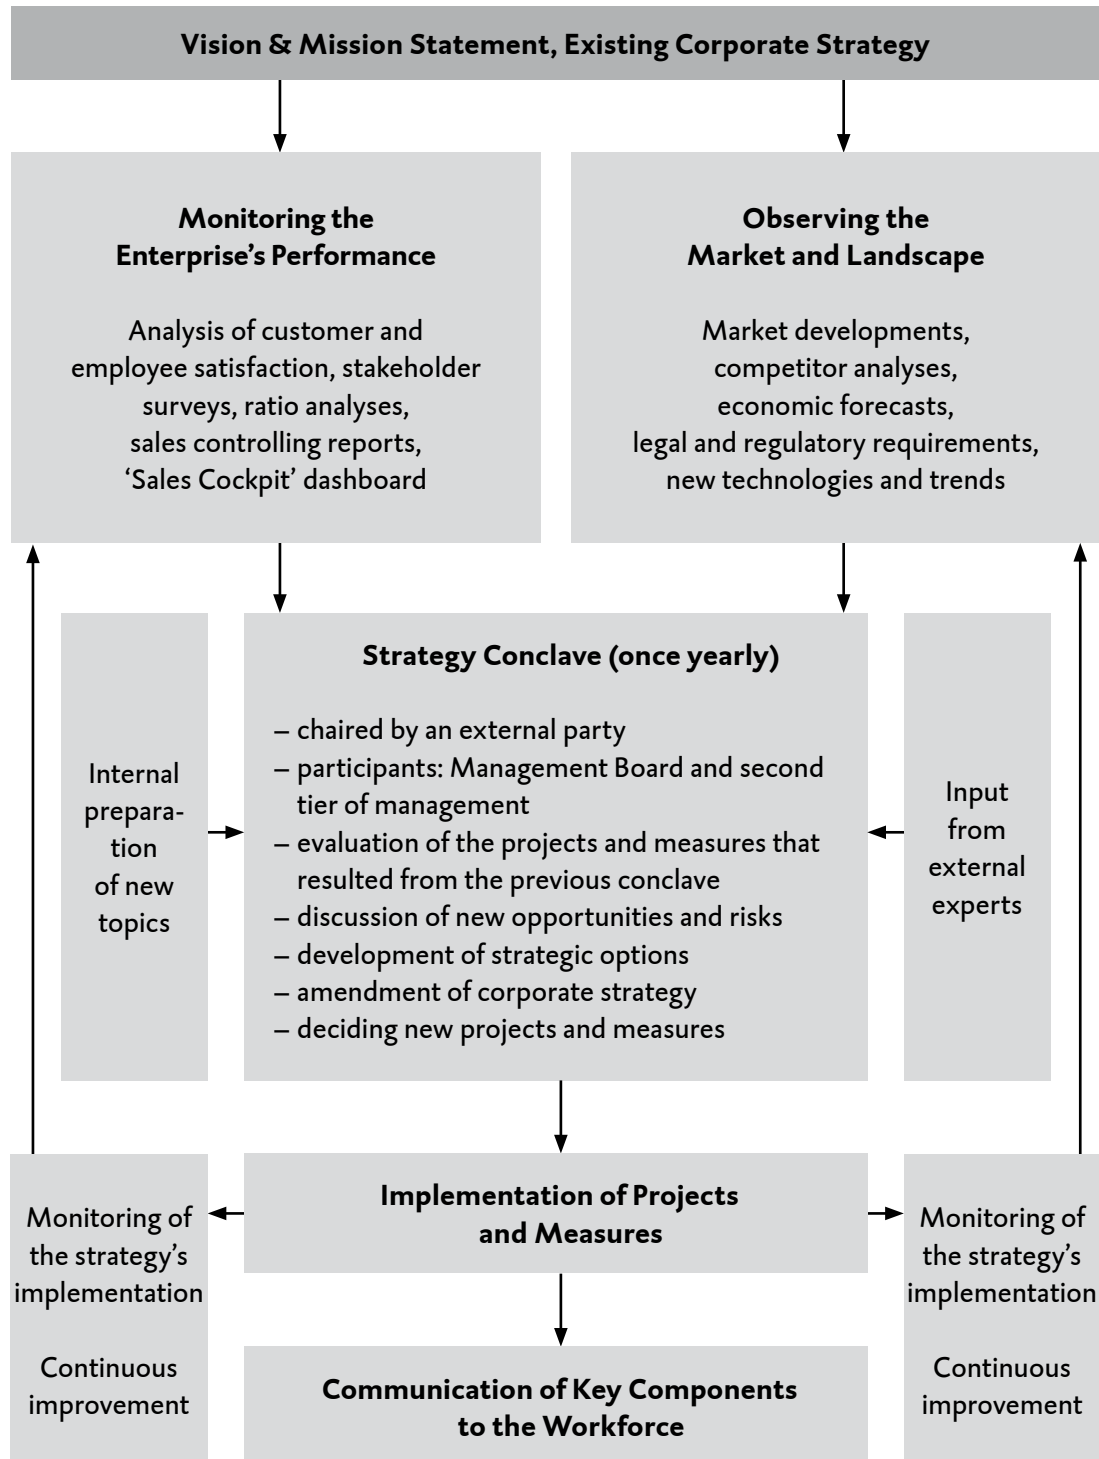 Vision & Mission Statement, Existing Corporate Strategy
Monitoring the
Enterprise’s Performance
Analysis of customer and
employee satisfaction, stakeholder
surveys, ratio analyses,
sales controlling reports,
‘Sales Cockpit’ dashboard
Observing the
Market and Landscape
Market developments,
competitor analyses,
economic forecasts,
legal and regulatory requirements,
new technologies and trends
Internal
prepara-
tion
of new
topics
Strategy Conclave (once yearly)
– chaired by an external party
– participants: Management Board and second
tier of management
– evaluation of the projects and measures that
resulted from the previous conclave
– discussion of new opportunities and risks
– development of strategic options
– amendment of corporate strategy
– deciding new projects and measures
Input
from
external
experts
Monitoring of
the strategy’s
implementation
Continuous
improvement
Implementation of Projects
and Measures
Communication of Key Components
to the Workforce
Monitoring of
the strategy’s
implementation
Continuous
improvement